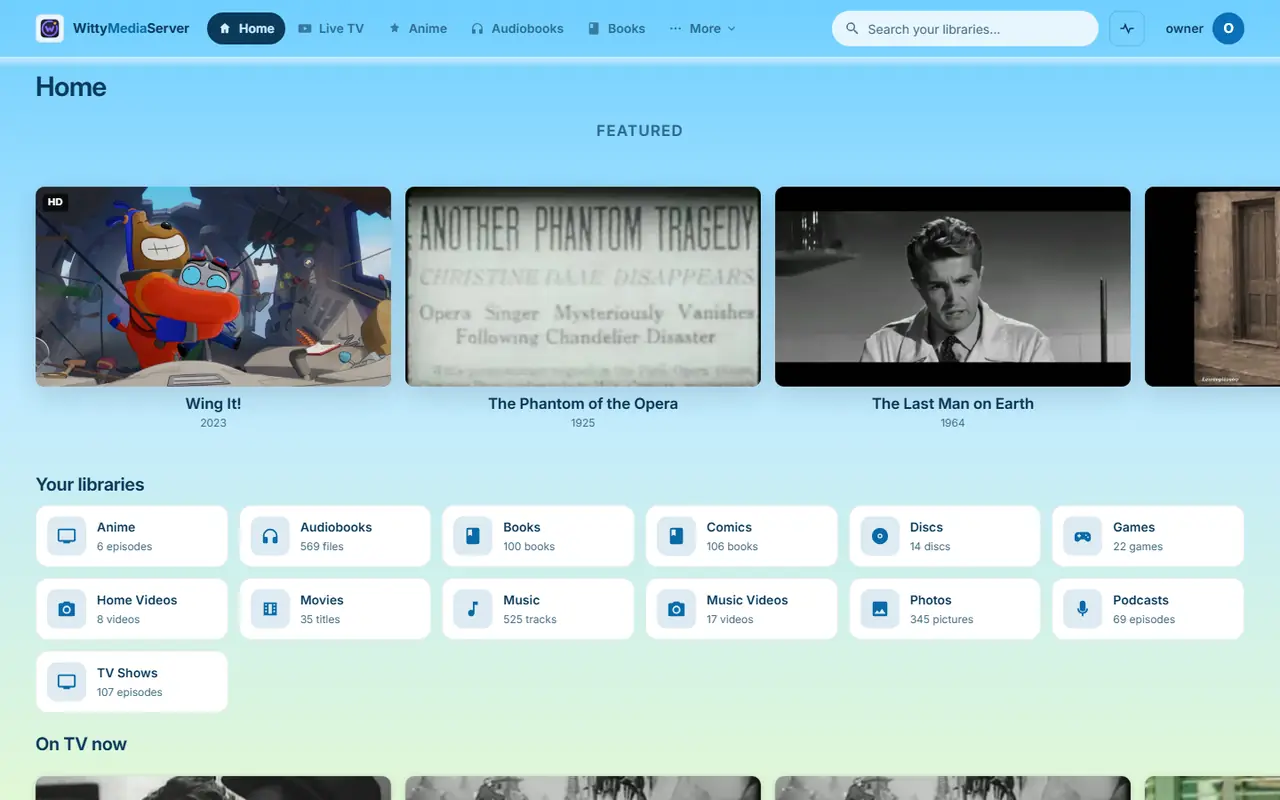 WittyMediaServer
Home
Live TV
Anime
Audiobooks
Books
More
Search your libraries...
owner
O
Home
FEATURED
HD
ANOTHER PHANTOM TRAGEDY
CHRISTINE DAAE DISAPPEARS
Opera Singer Mysteriously Vanishes
Following Chandelier Disaster
Wing It!
2023
The Phantom of the Opera
1925
The Last Man on Earth
1964
Your libraries
Anime
6 episodes
Audiobooks
569 files
Books
100 books
Comics
106 books
Discs
14 discs
Games
22 games
Home Videos
8 videos
Movies
35 titles
Music
525 tracks
Music Videos
17 videos
Photos
345 pictures
Podcasts
69 episodes
TV Shows
107 episodes
On TV now